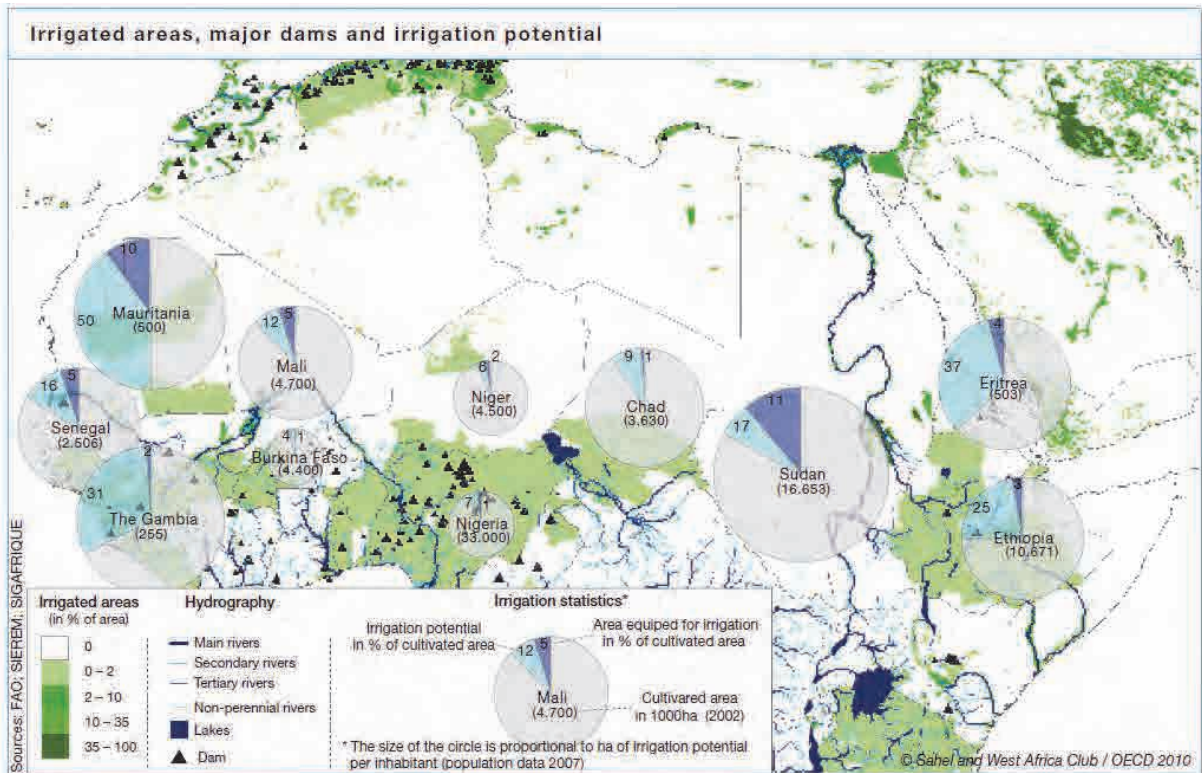 Irrigated areas, major dams and irrigation potential
10
50
Mauritania
(500)
12
5
Mali
(4.700)
6
2
Niger
(4.500)
9
1
Chad
(3.630)
17
11
Sudan
(16.653)
37
4
Eritrea
(503)
16
5
Senegal
(2.506)
4
1
Burkina Faso
(4.400)
31
2
The Gambia
(255)
7
1
Nigeria
(33.000)
25
3
Ethiopia
(10.671)
Irrigated areas
(in % of area)
0
0 – 2
2 – 10
10 – 35
35 – 100
Hydrography
Main rivers
Secondary rivers
Tertiary rivers
Non-perennial rivers
Lakes
Dam
Irrigation statistics*
Irrigation potential
in % of cultivated area
Area equiped for irrigation
in % of cultivated area
12
5
Mali
(4.700)
Cultivared area
in 1000ha (2002)
* The size of the circle is proportional to ha of irrigation potential
per inhabitant (population data 2007)
Sources: FAO; SIEREM; SIGAFRIQUE
© Sahel and West Africa Club / OECD 2010